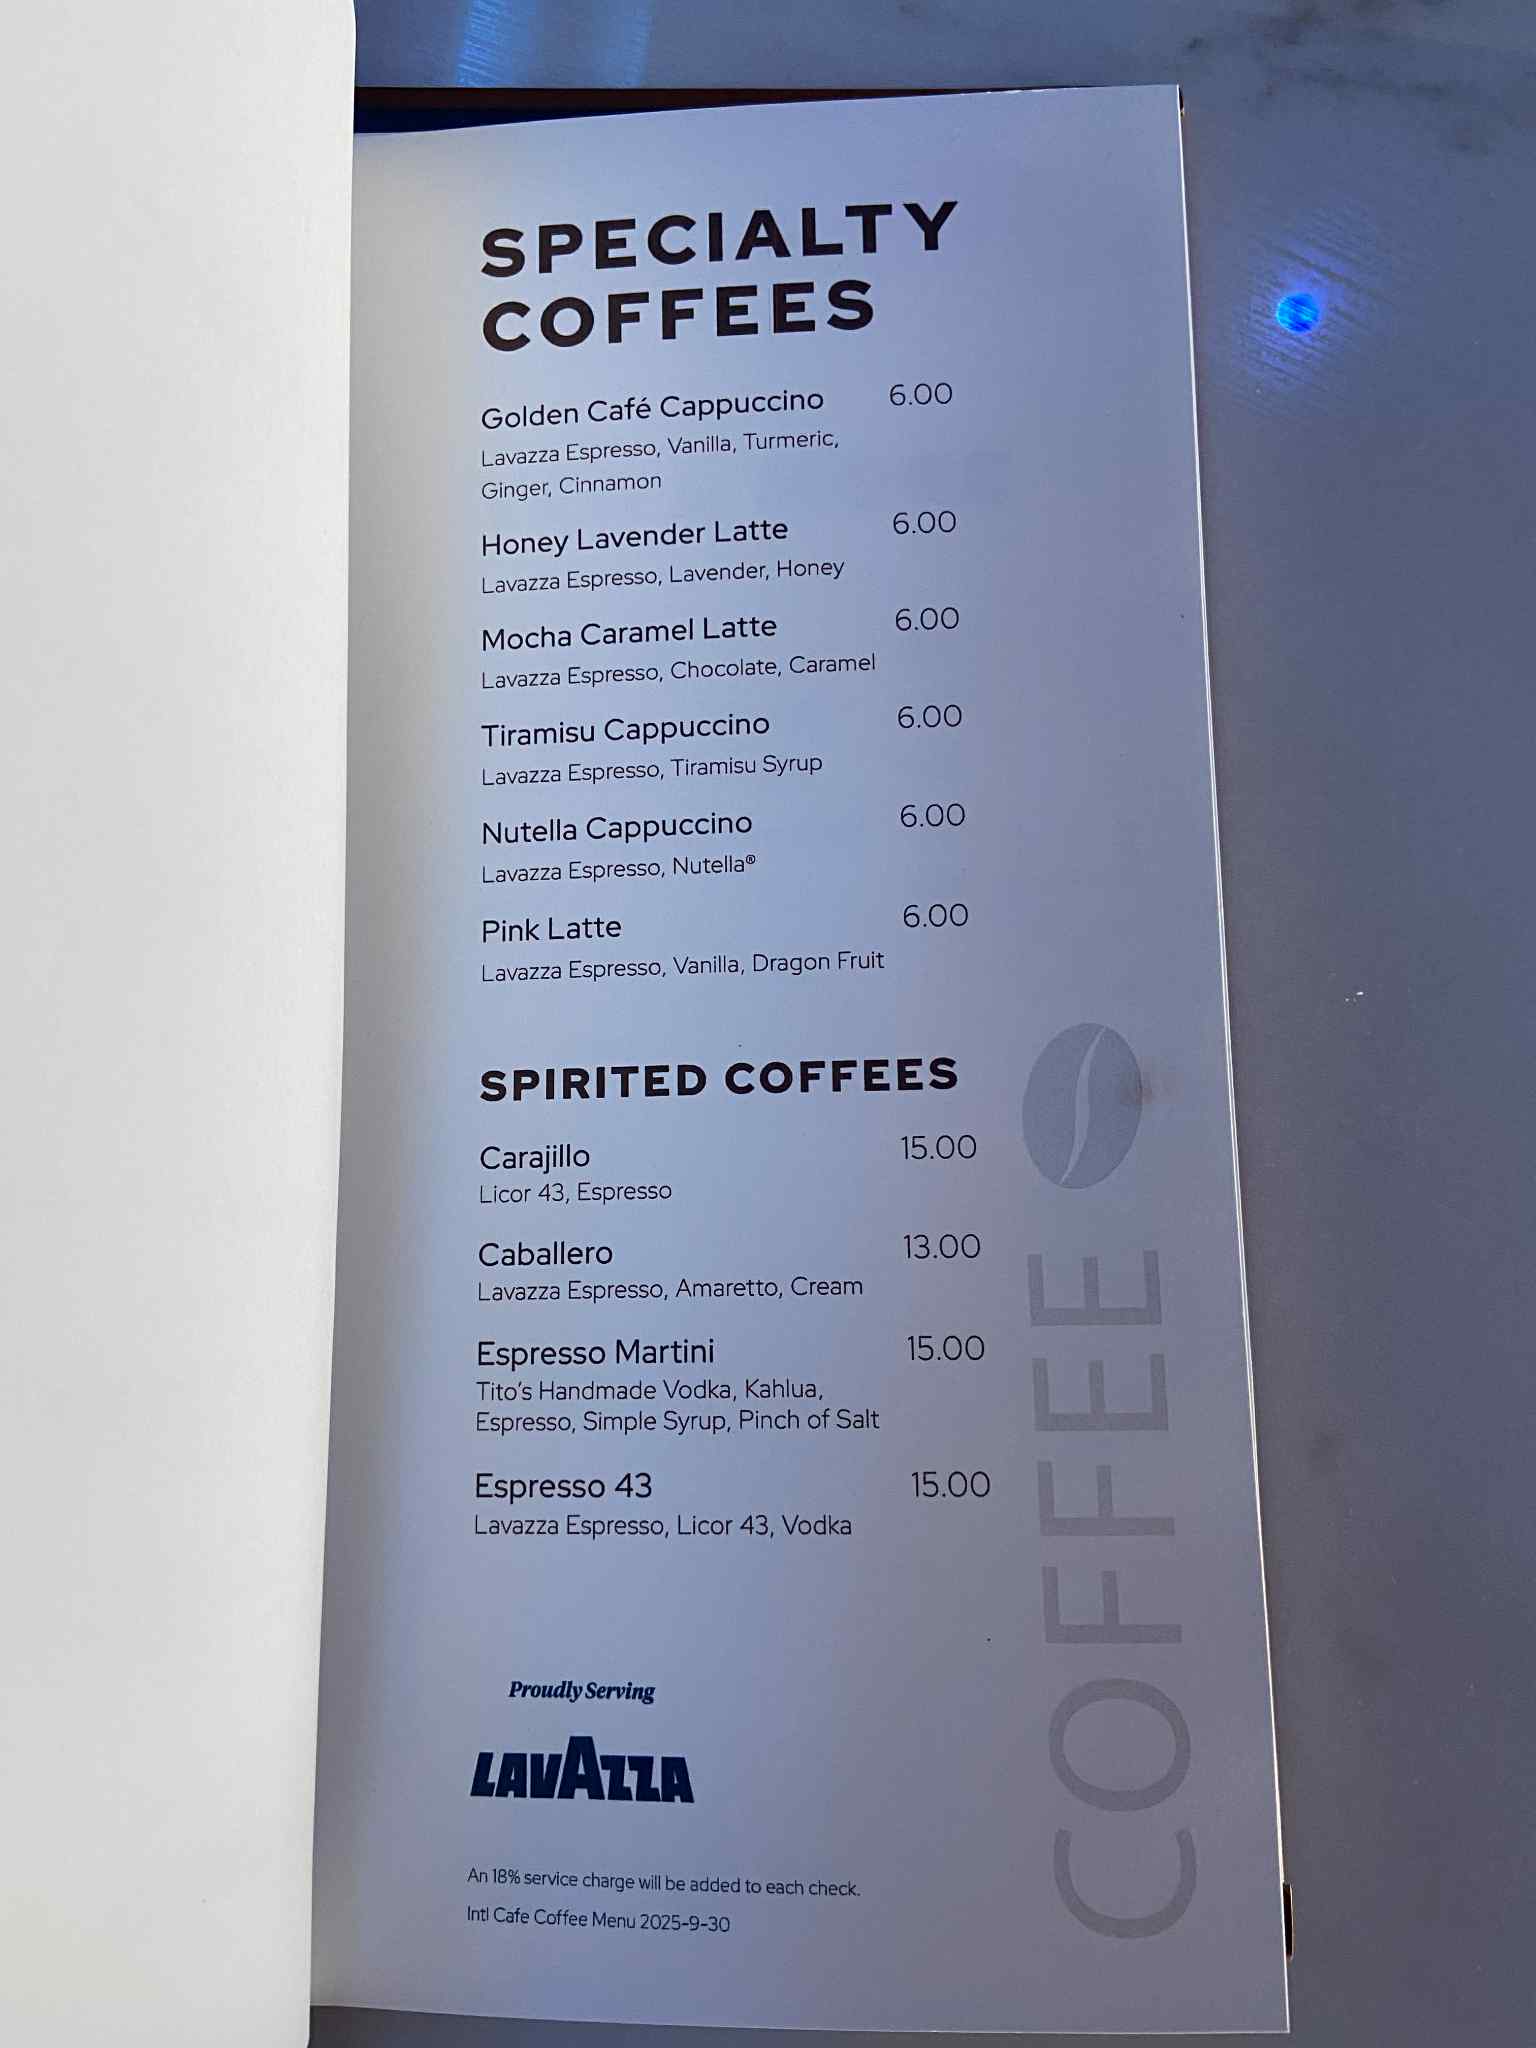 SPECIALTY
COFFEES
Golden Café Cappuccino 6.00
Lavazza Espresso, Vanilla, Turmeric,
Ginger, Cinnamon
Honey Lavender Latte 6.00
Lavazza Espresso, Lavender, Honey
Mocha Caramel Latte 6.00
Lavazza Espresso, Chocolate, Caramel
Tiramisu Cappuccino 6.00
Lavazza Espresso, Tiramisu Syrup
Nutella Cappuccino 6.00
Lavazza Espresso, Nutella®
Pink Latte 6.00
Lavazza Espresso, Vanilla, Dragon Fruit
SPIRITED COFFEES
Carajillo 15.00
Licor 43, Espresso
Caballero 13.00
Lavazza Espresso, Amaretto, Cream
Espresso Martini 15.00
Tito's Handmade Vodka, Kahlua,
Espresso, Simple Syrup, Pinch of Salt
Espresso 43 15.00
Lavazza Espresso, Licor 43, Vodka
Proudly Serving
LAVAZZA
An 18% service charge will be added to each check.
Intl Cafe Coffee Menu 2025-9-30
COFFEE